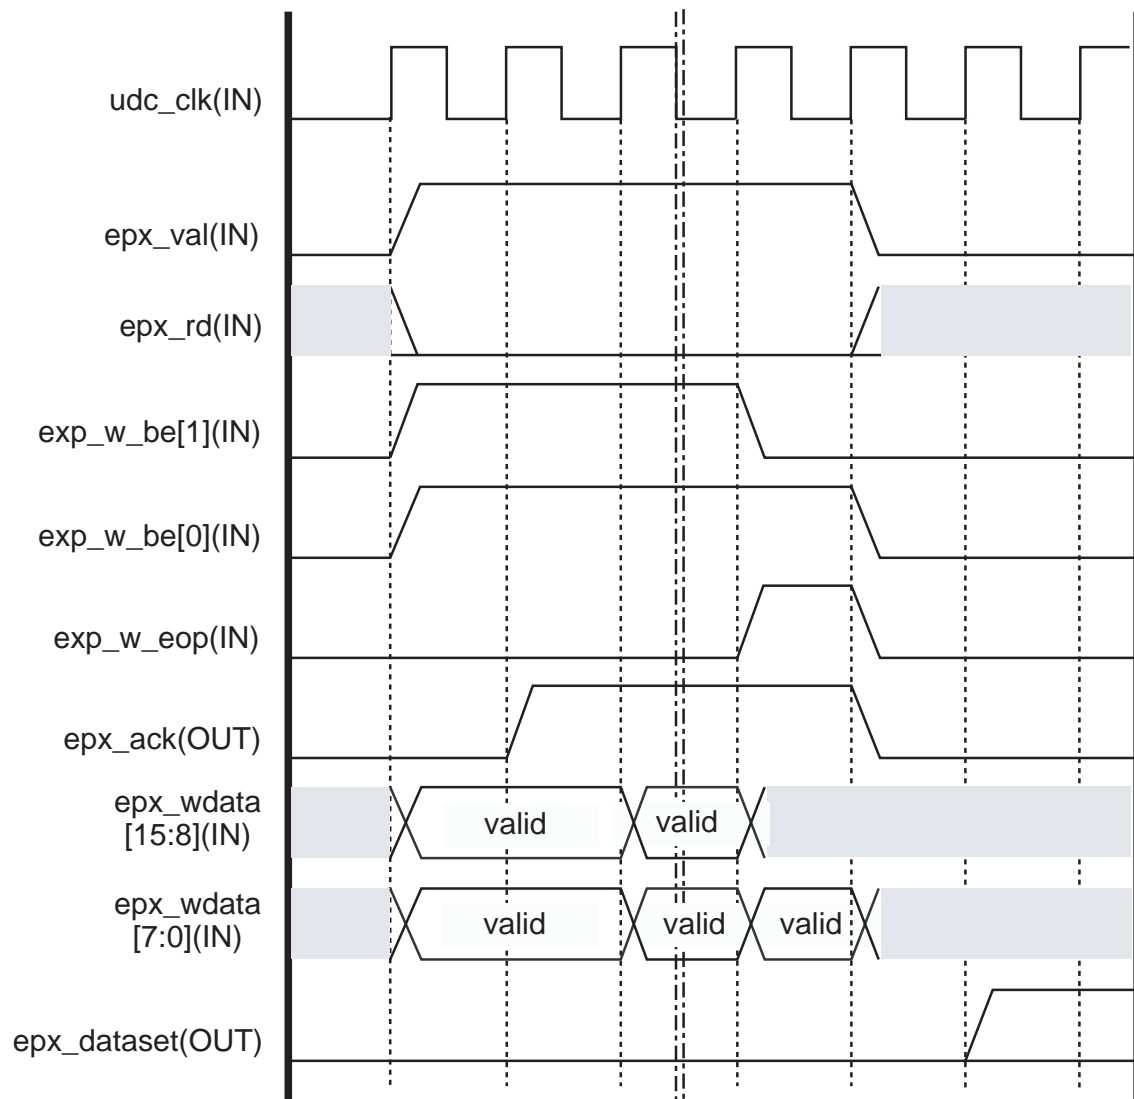 udc_clk(IN)
epx_val(IN)
epx_rd(IN)
exp_w_be[1](IN)
exp_w_be[0](IN)
exp_w_eop(IN)
epx_ack(OUT)
epx_wdata
[15:8](IN)
valid valid
epx_wdata
[7:0](IN)
valid valid valid
epx_dataset(OUT)